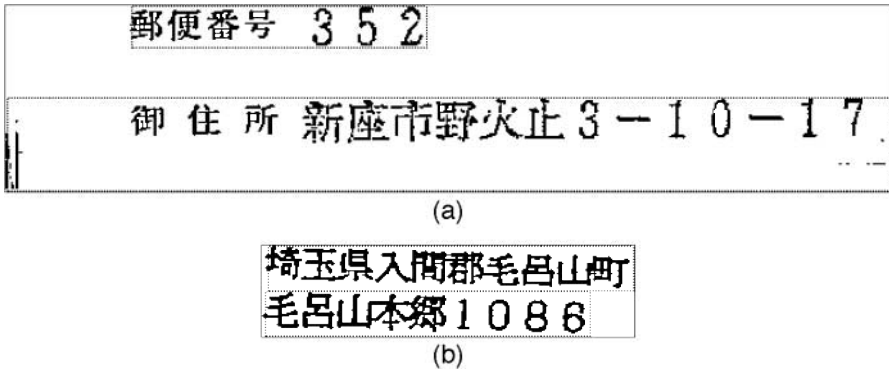 郵便番号 352
御住所 新座市野火止3-10-17
(a)
埼玉県入間郡毛呂山町
毛呂山本郷1086
(b)